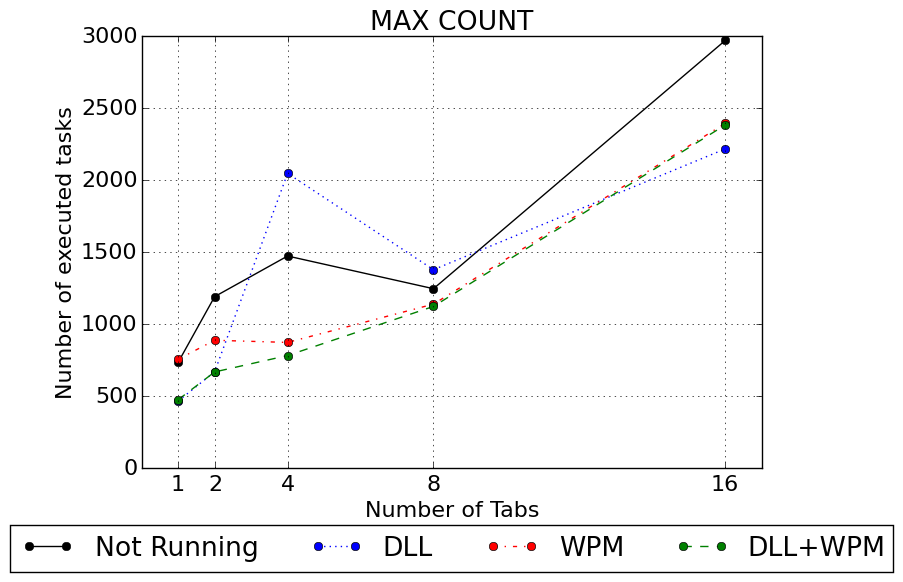 MAX COUNT
3000
2500
2000
1500
1000
500
0
Number of executed tasks
1 2 4 8 16
Number of Tabs
Not Running DLL WPM DLL+WPM